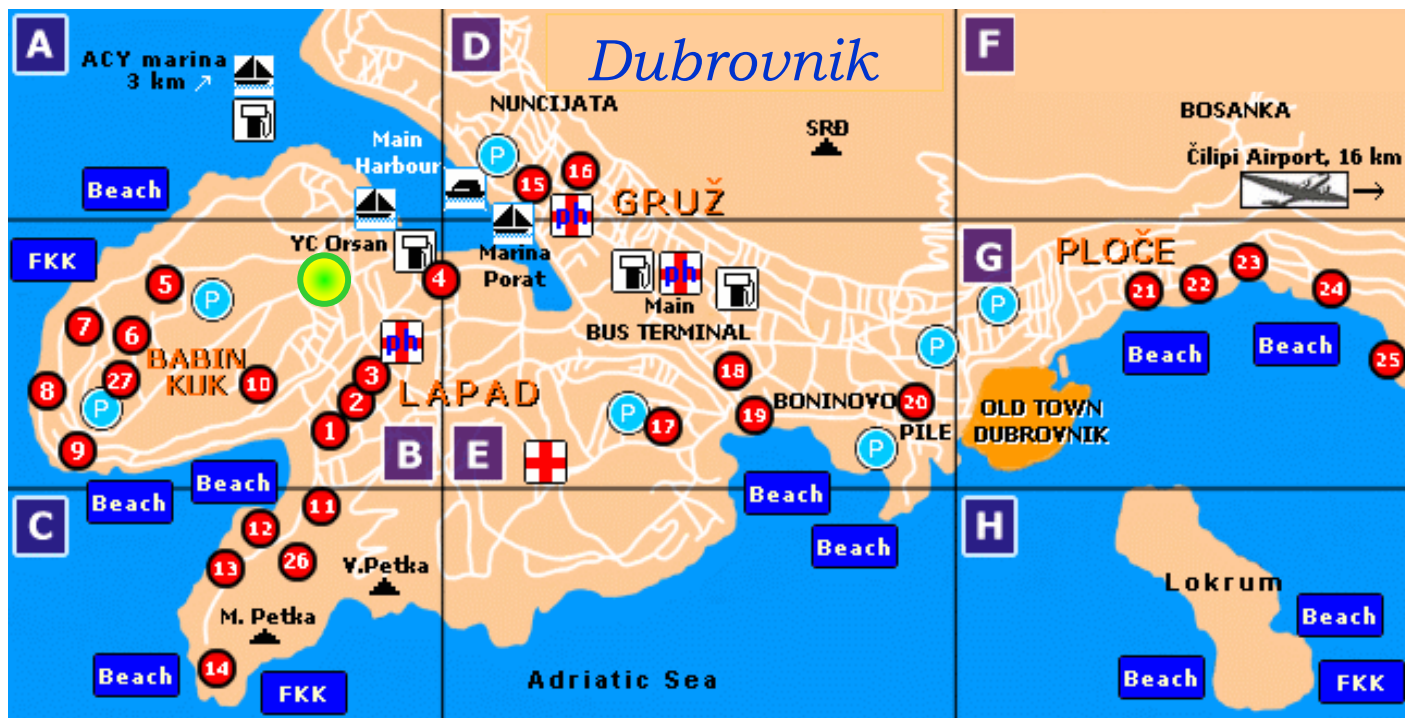 A
D
Dubrovnik
F
ACY marina
3 km ↗
NUNCIJATA
BOSANKA
SRĐ
Main
Harbour
P
Čilipi Airport, 16 km
→
Beach
15
16
ph
GRUŽ
YC Orsan
FKK
Marina
Porat
4
5
P
ph
Main
BUS TERMINAL
G
PLOČE
21
22
23
24
25
P
P
Beach
Beach
7
6
BABIN
KUK
27
8
P
10
9
ph
3
2
1
LAPAD
B
E
P
17
18
19
BONINOVO
20
PILE
P
OLD TOWN
DUBROVNIK
Beach
Beach
Beach
Beach
C
11
12
13
26
V.Petka
M. Petka
14
Beach
FKK
Adriatic Sea
H
Lokrum
Beach
Beach
FKK